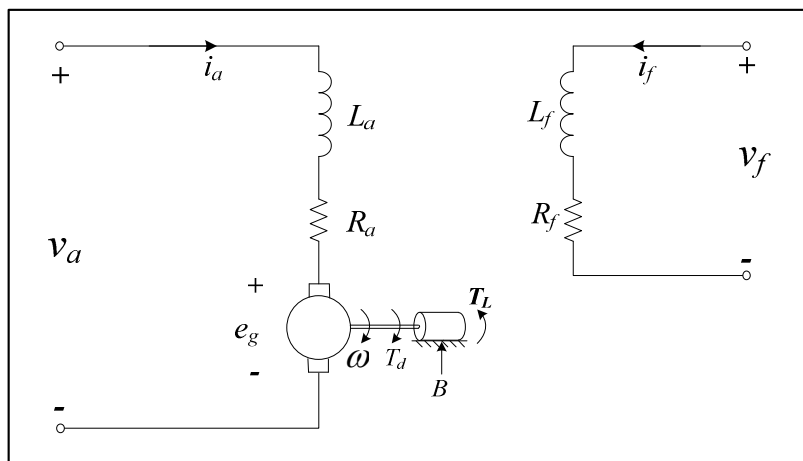 +
i_a
i_f
+
L_a
L_f
v_f
R_a
R_f
v_a
-
+
T_L
e_g
ω
T_d
-
B
-